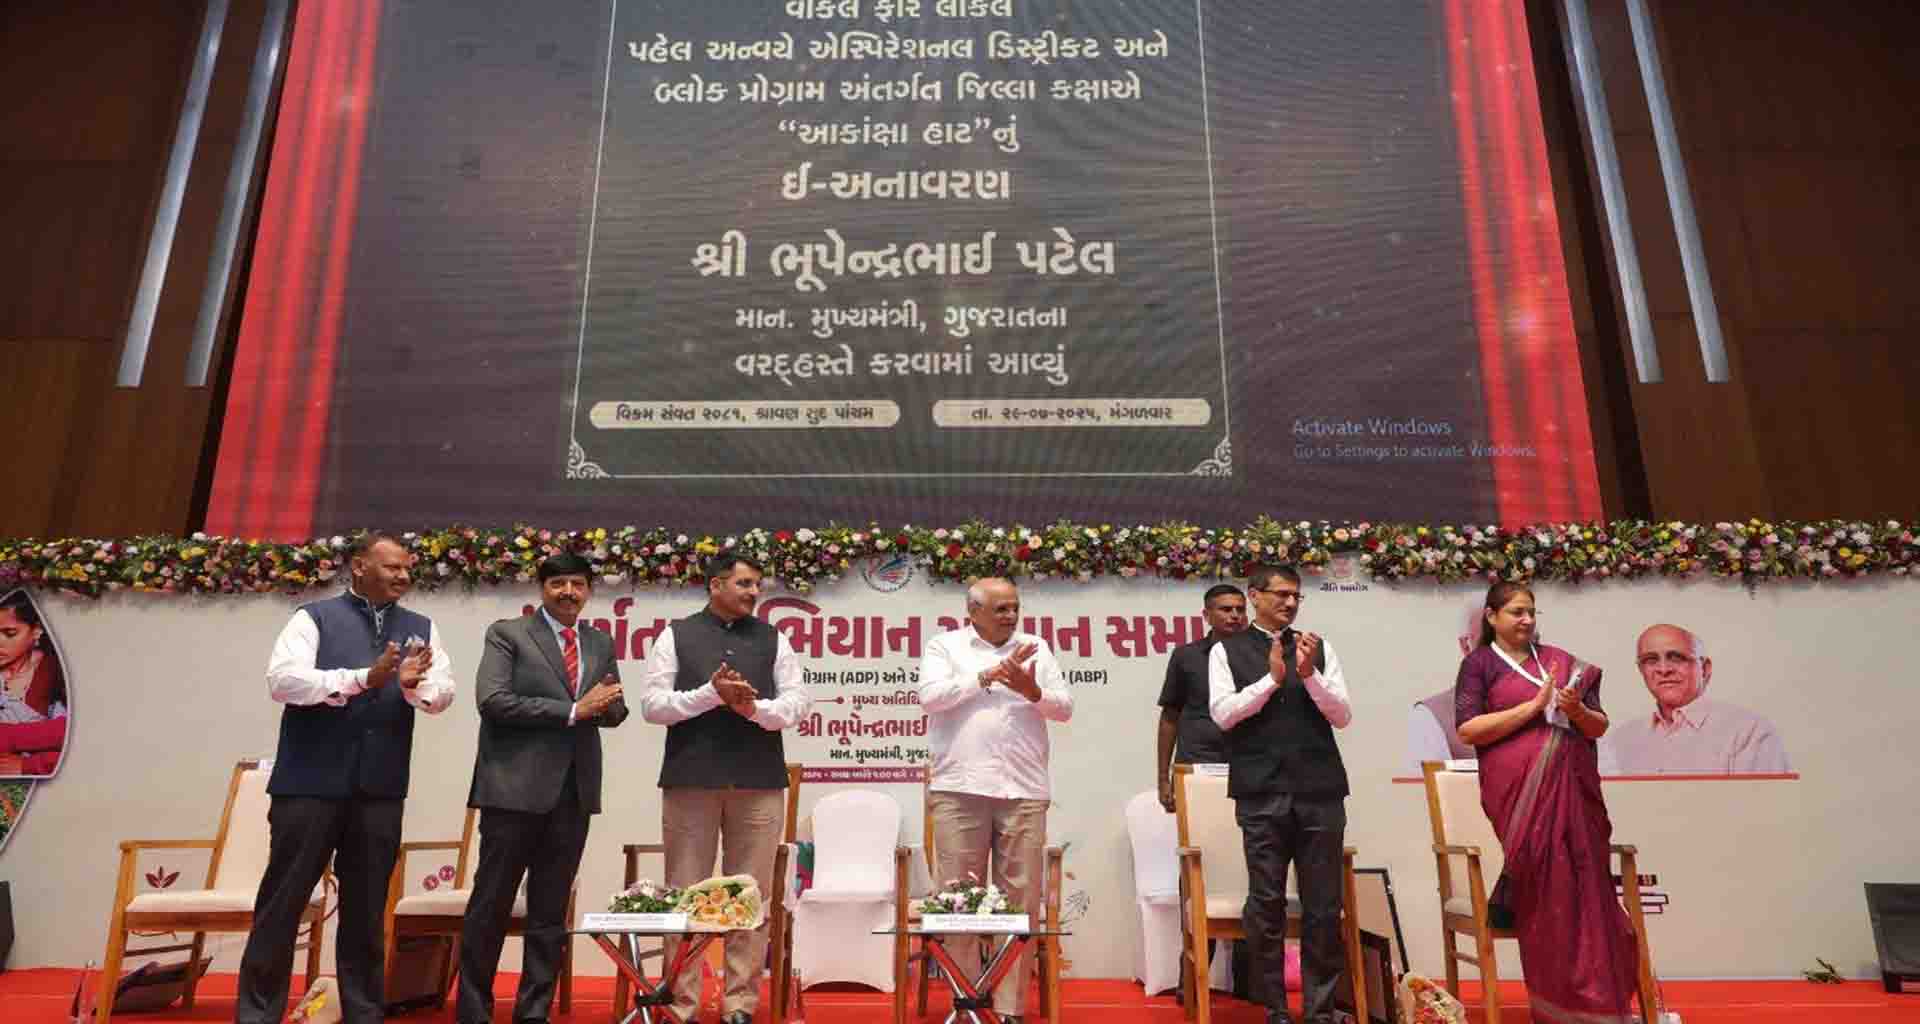 વોકલ ફોર લોકલ
પહેલ અન્વયે એસ્પિરેશનલ ડિસ્ટ્રીકટ અને
બ્લોક પ્રોગ્રામ અંતર્ગત જિલ્લા કક્ષાએ
“આકાંક્ષા હાટ”નું
ઈ-અનાવરણ
શ્રી ભૂપેન્દ્રભાઈ પટેલ
માન. મુખ્યમંત્રી, ગુજરાતના
વરદ્હસ્તે કરવામાં આવ્યું
વિક્રમ સંવત ૨૦૮૧, શ્રાવણ સુદ પાંચમ
તા. ૨૯-૦૭-૨૦૨૫, મંગળવાર
Activate Windows
Go to Settings to activate Windows.
નીતિ આયોગ
(ADP) અને (ABP)
મુખ્ય અતિથિ
શ્રી ભૂપેન્દ્રભાઈ
માન. મુખ્યમંત્રી,